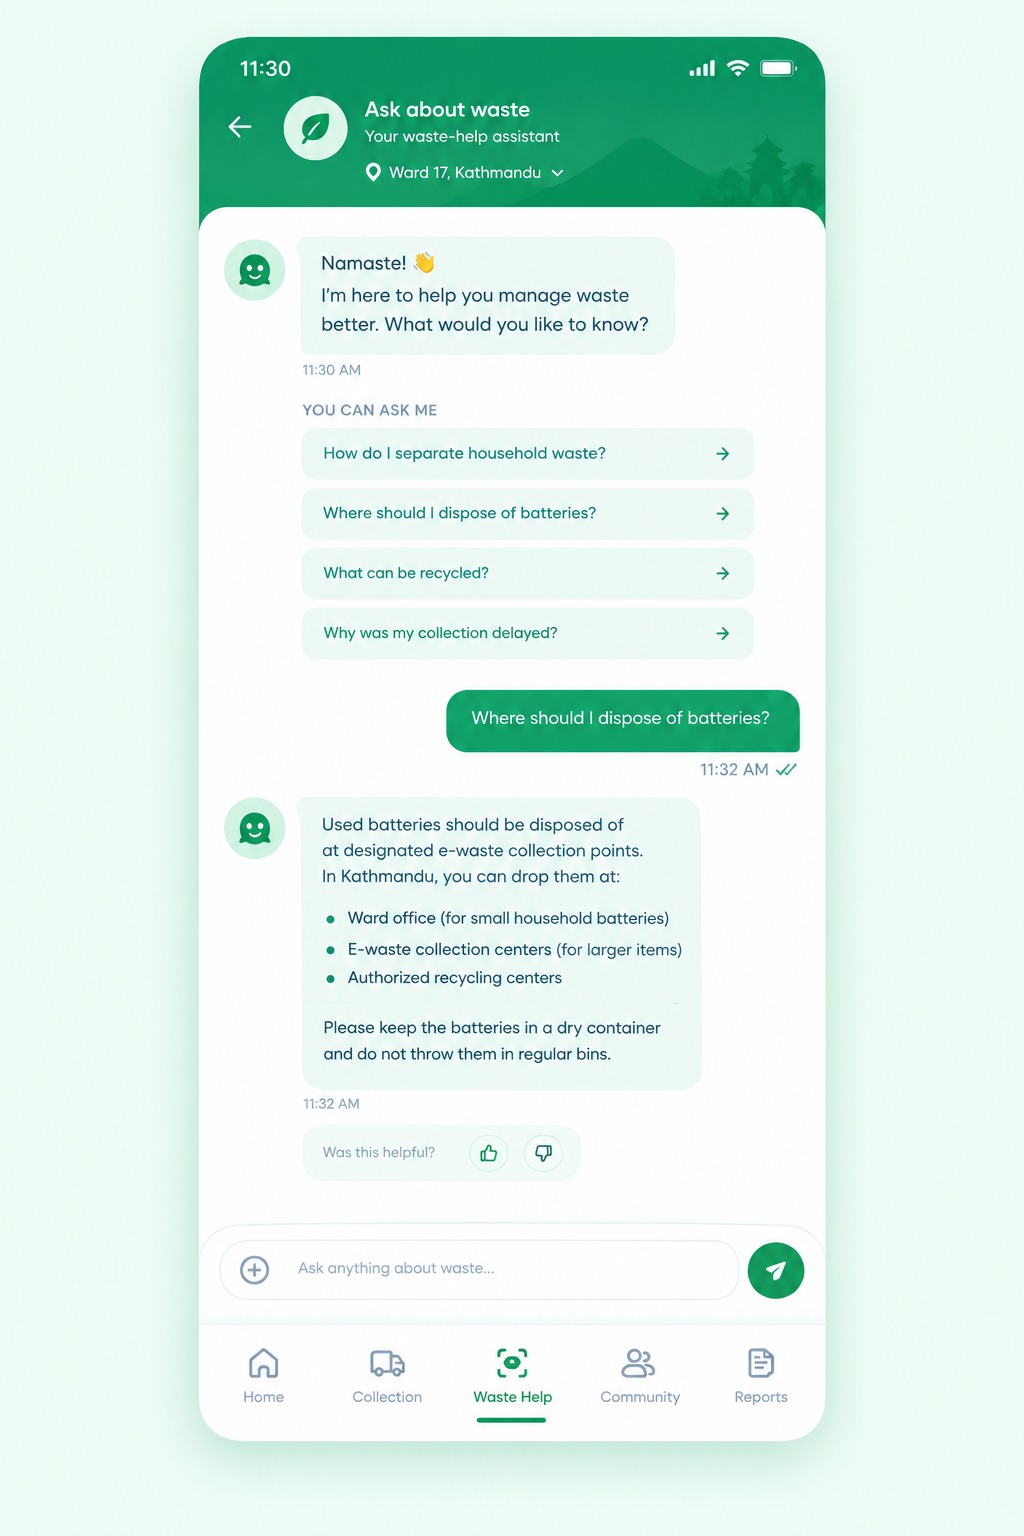 11:30
Ask about waste
Your waste-help assistant
Ward 17, Kathmandu
Namaste! 👋
I'm here to help you manage waste
better. What would you like to know?
11:30 AM
YOU CAN ASK ME
How do I separate household waste?
Where should I dispose of batteries?
What can be recycled?
Why was my collection delayed?
Where should I dispose of batteries?
11:32 AM
Used batteries should be disposed of
at designated e-waste collection points.
In Kathmandu, you can drop them at:
• Ward office (for small household batteries)
• E-waste collection centers (for larger items)
• Authorized recycling centers
Please keep the batteries in a dry container
and do not throw them in regular bins.
11:32 AM
Was this helpful?
Ask anything about waste...
Home
Collection
Waste Help
Community
Reports